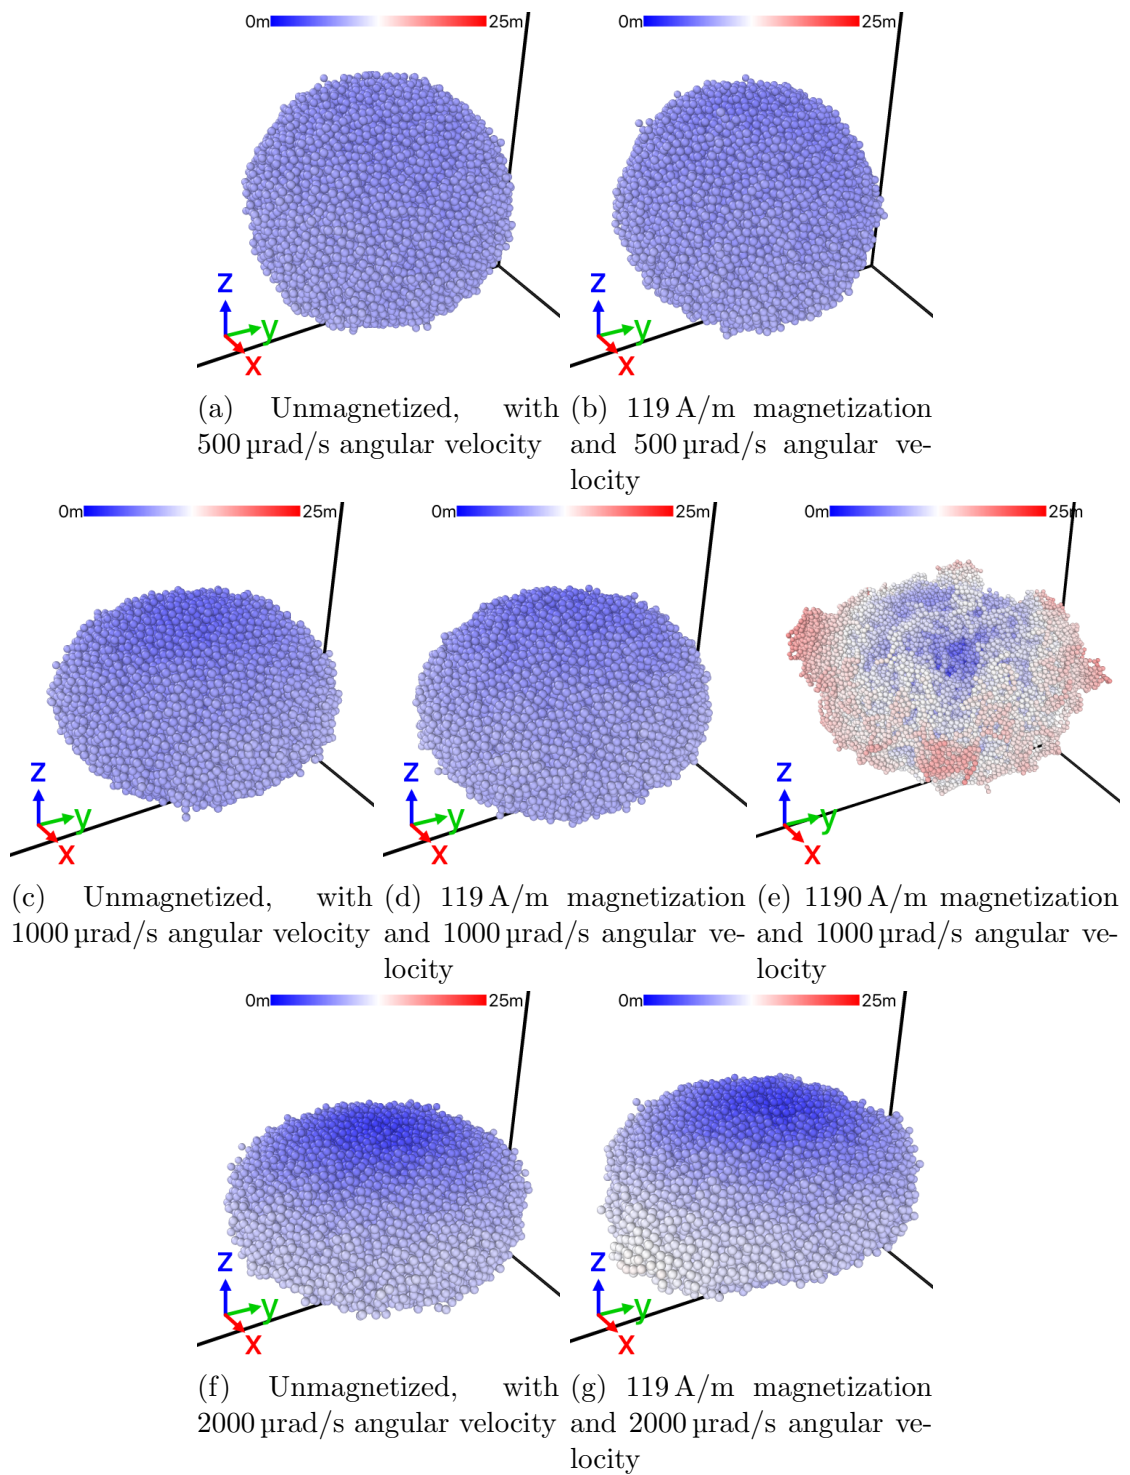 0m 25m 0m 25m
z y x z y x
(a) Unmagnetized, with
500 µrad/s angular velocity
(b) 119 A/m magnetization
and 500 µrad/s angular ve-
locity
0m 25m 0m 25m 0m 25m
z y x z y x z y x
(c) Unmagnetized, with
1000 µrad/s angular velocity
(d) 119 A/m magnetization
and 1000 µrad/s angular ve-
locity
(e) 1190 A/m magnetization
and 1000 µrad/s angular ve-
locity
0m 25m 0m 25m
z y x z y x
(f) Unmagnetized, with
2000 µrad/s angular velocity
(g) 119 A/m magnetization
and 2000 µrad/s angular ve-
locity